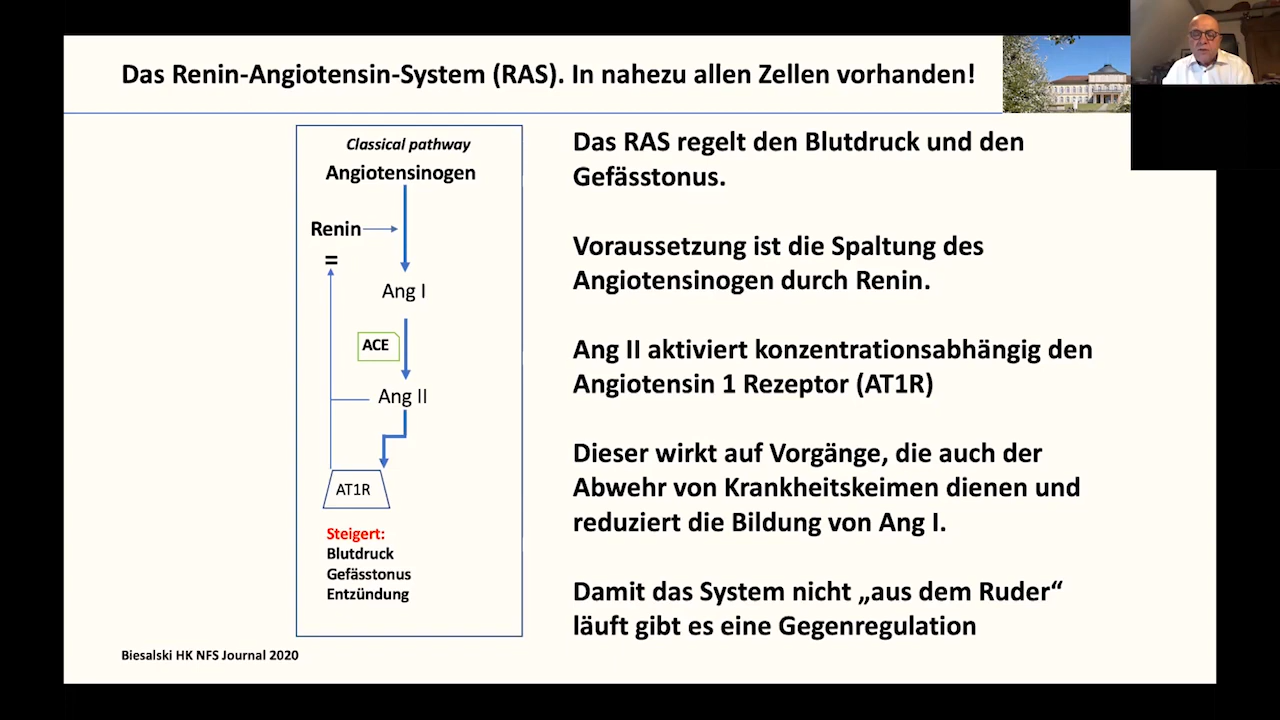 Das Renin-Angiotensin-System (RAS). In nahezu allen Zellen vorhanden!
Classical pathway
Angiotensinogen
Renin
=
Ang I
ACE
Ang II
AT1R
Steigert:
Blutdruck
Gefässtonus
Entzündung
Das RAS regelt den Blutdruck und den
Gefässtonus.
Voraussetzung ist die Spaltung des
Angiotensinogen durch Renin.
Ang II aktiviert konzentrationsabhängig den
Angiotensin 1 Rezeptor (AT1R)
Dieser wirkt auf Vorgänge, die auch der
Abwehr von Krankheitskeimen dienen und
reduziert die Bildung von Ang I.
Damit das System nicht „aus dem Ruder“
läuft gibt es eine Gegenregulation
Biesalski HK NFS Journal 2020